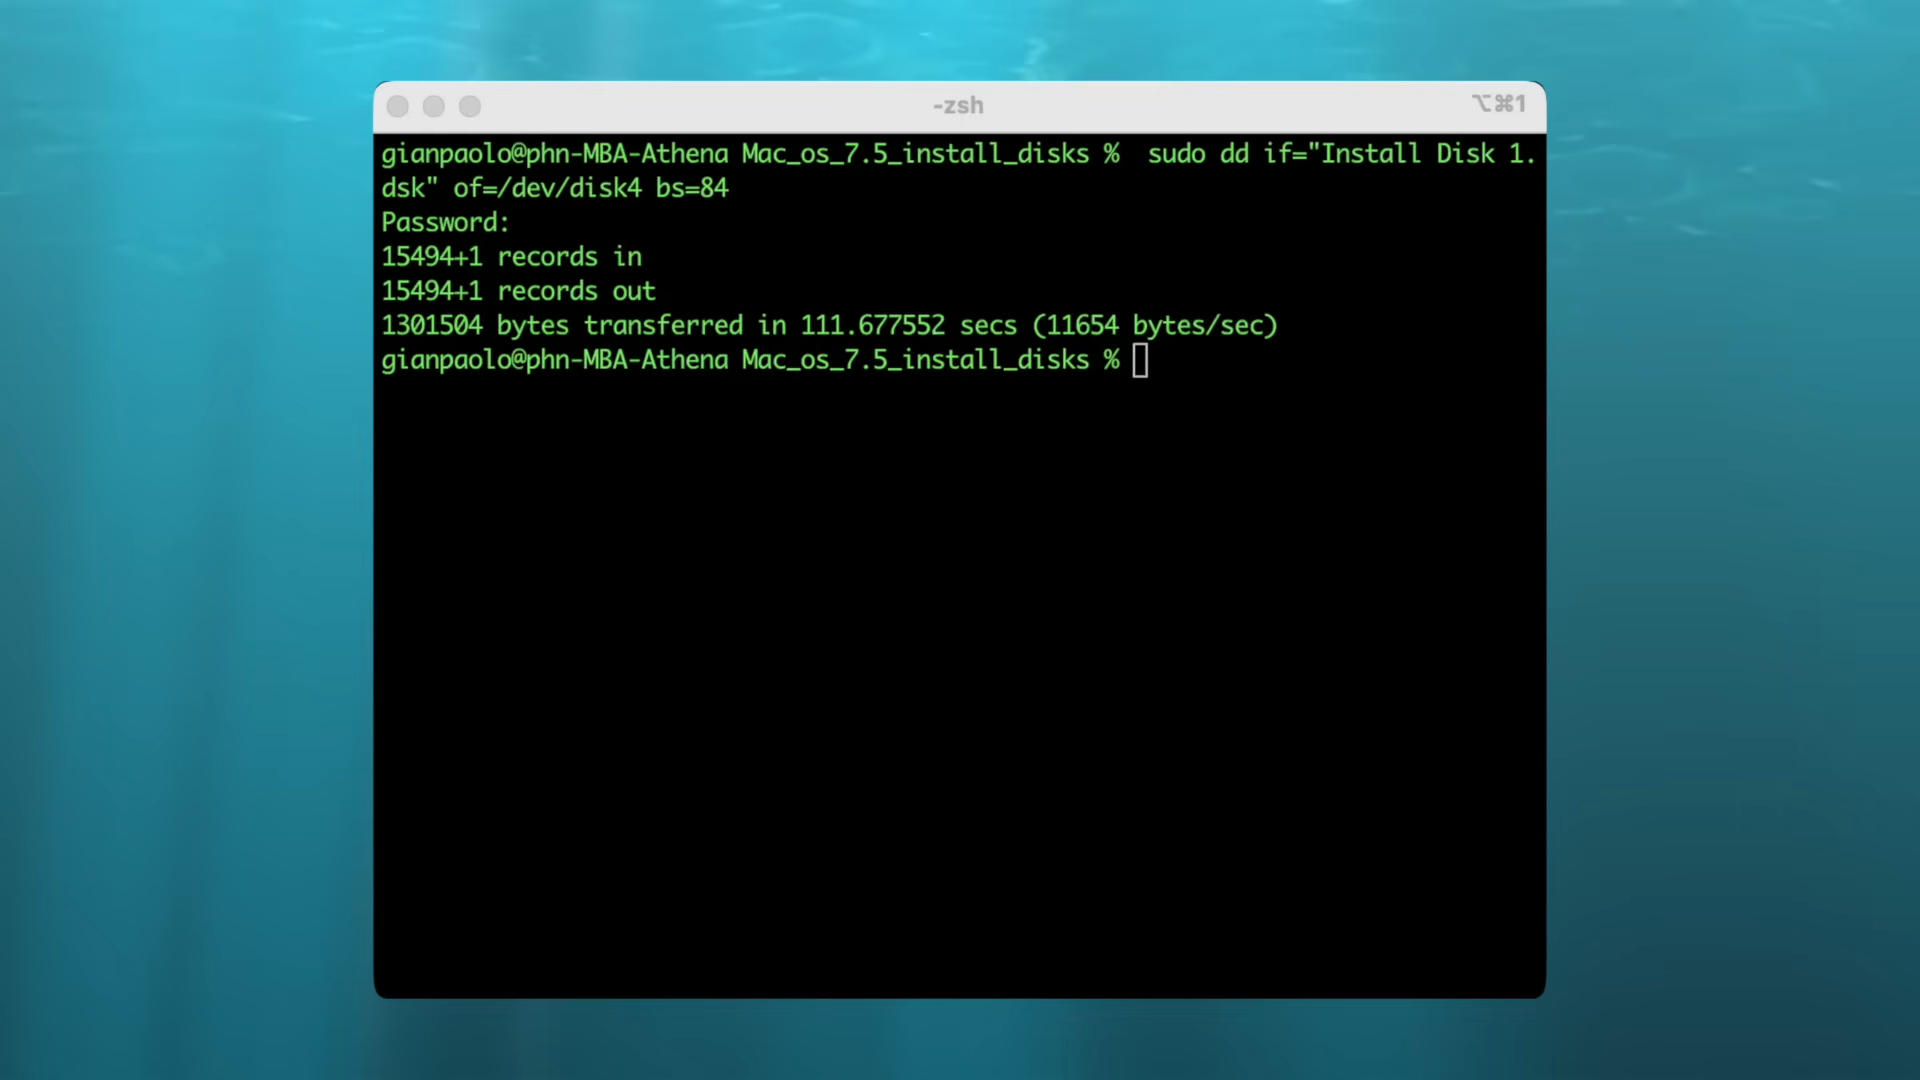 -zsh ⌥⌘1
gianpaolo@phn-MBA-Athena Mac_os_7.5_install_disks %  sudo dd if="Install Disk 1.
dsk" of=/dev/disk4 bs=84
Password:
15494+1 records in
15494+1 records out
1301504 bytes transferred in 111.677552 secs (11654 bytes/sec)
gianpaolo@phn-MBA-Athena Mac_os_7.5_install_disks %